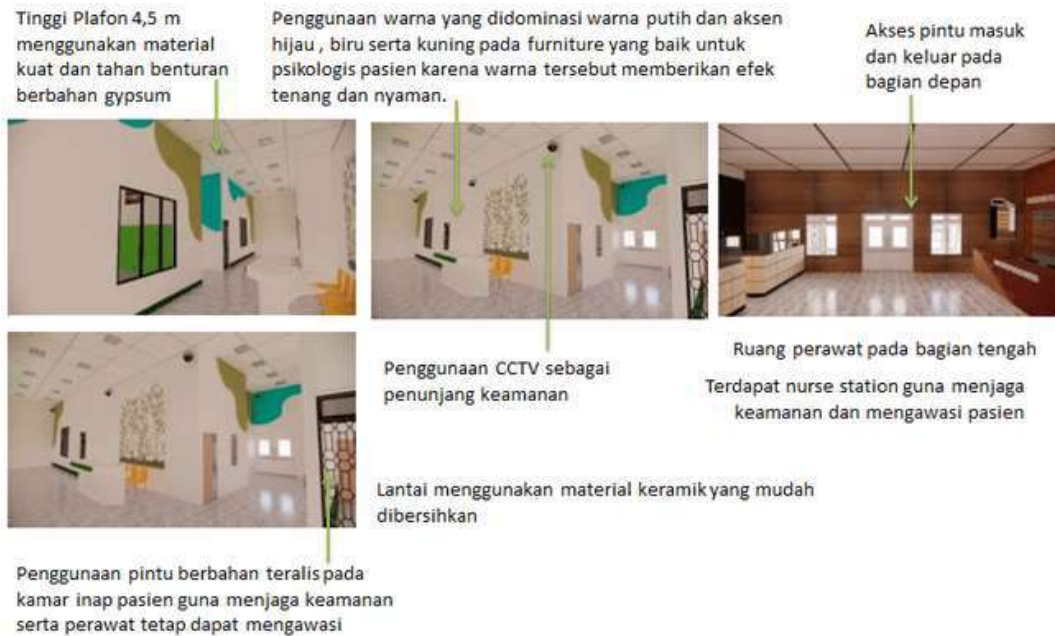 Tinggi Plafon 4,5 m
menggunakan material
kuat dan tahan benturan
berbahan gypsum
Penggunaan warna yang didominasi warna putih dan aksen
hijau , biru serta kuning pada furniture yang baik untuk
psikologis pasien karena warna tersebut memberikan efek
tenang dan nyaman.
Akses pintu masuk
dan keluar pada
bagian depan
Penggunaan CCTV sebagai
penunjang keamanan
Ruang perawat pada bagian tengah
Terdapat nurse station guna menjaga
keamanan dan mengawasi pasien
Lantai menggunakan material keramik yang mudah
dibersihkan
Penggunaan pintu berbahan teralis pada
kamar inap pasien guna menjaga keamanan
serta perawat tetap dapat mengawasi